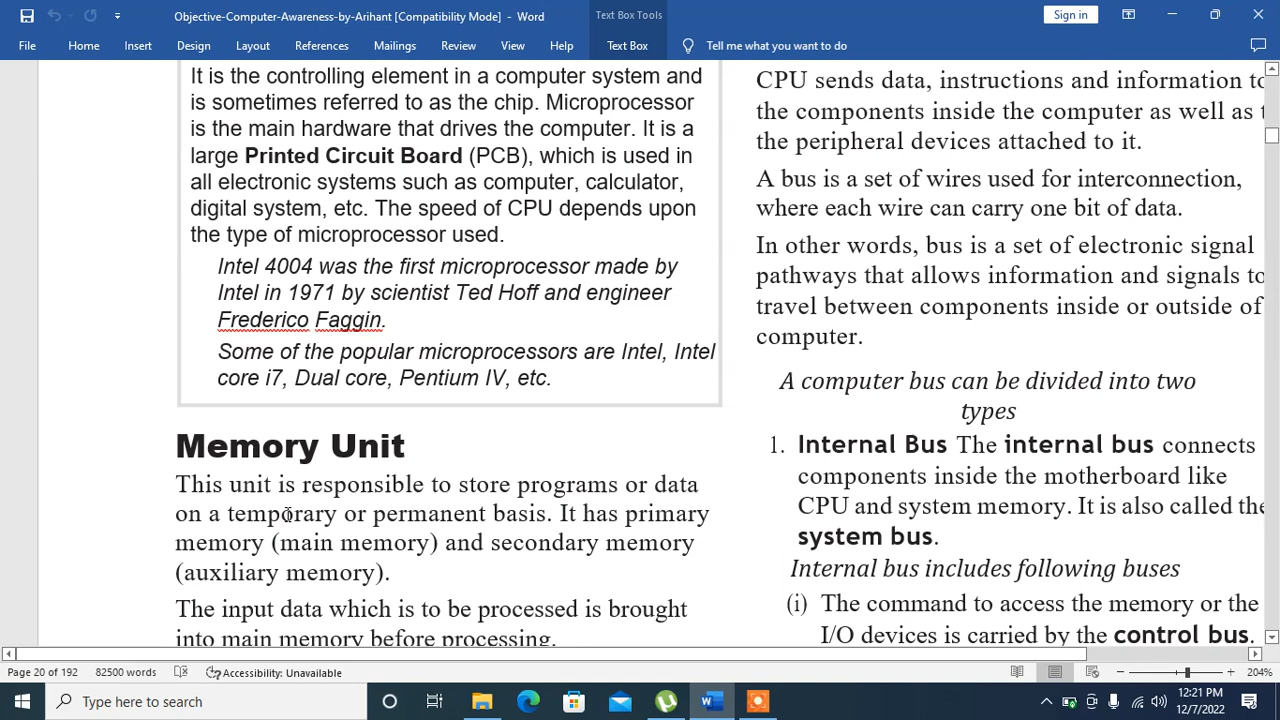 Objective-Computer-Awareness-by-Arihant [Compatibility Mode] - Word
Text Box Tools
Sign in
File Home Insert Design Layout References Mailings Review View Help Text Box Tell me what you want to do
It is the controlling element in a computer system and
is sometimes referred to as the chip. Microprocessor
is the main hardware that drives the computer. It is a
large Printed Circuit Board (PCB), which is used in
all electronic systems such as computer, calculator,
digital system, etc. The speed of CPU depends upon
the type of microprocessor used.
Intel 4004 was the first microprocessor made by
Intel in 1971 by scientist Ted Hoff and engineer
Frederico Faggin.
Some of the popular microprocessors are Intel, Intel
core i7, Dual core, Pentium IV, etc.
Memory Unit
This unit is responsible to store programs or data
on a temporary or permanent basis. It has primary
memory (main memory) and secondary memory
(auxiliary memory).
The input data which is to be processed is brought
into main memory before processing.
CPU sends data, instructions and information to
the components inside the computer as well as t
the peripheral devices attached to it.
A bus is a set of wires used for interconnection,
where each wire can carry one bit of data.
In other words, bus is a set of electronic signal
pathways that allows information and signals to
travel between components inside or outside of
computer.
A computer bus can be divided into two
types
1. Internal Bus The internal bus connects
components inside the motherboard like
CPU and system memory. It is also called the
system bus.
Internal bus includes following buses
(i) The command to access the memory or the
I/O devices is carried by the control bus.
Page 20 of 192 82500 words Accessibility: Unavailable 204%
Type here to search
12:21 PM
12/7/2022